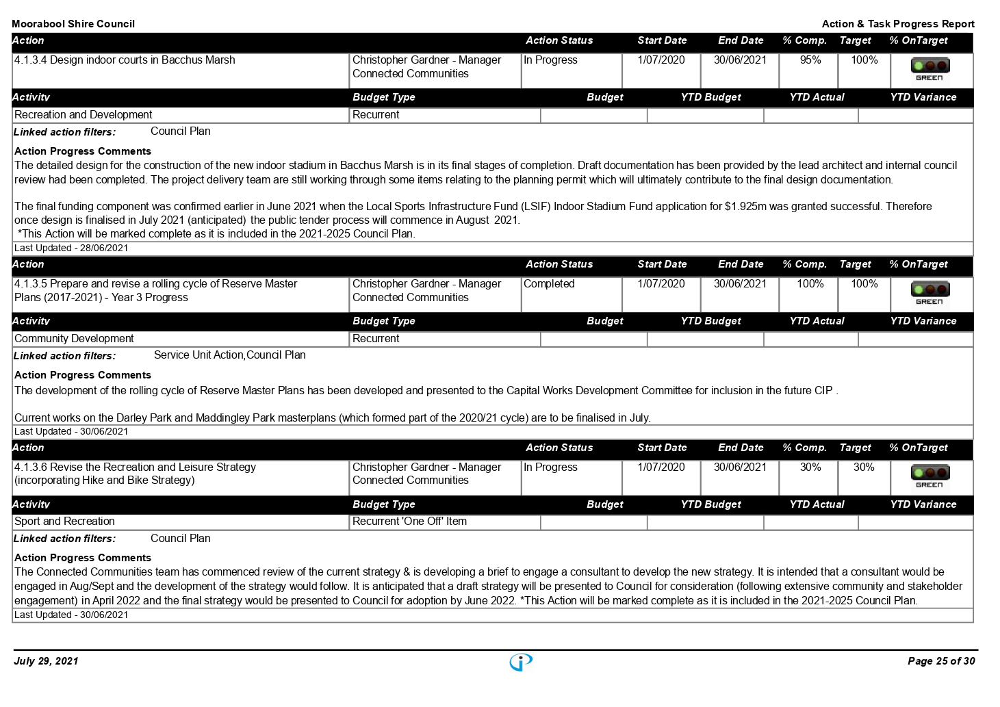 Moorabool Shire Council Action & Task Progress Report
Action Action Status Start Date End Date % Comp. Target % OnTarget
4.1.3.4 Design indoor courts in Bacchus Marsh Christopher Gardner - Manager In Progress 1/07/2020 30/06/2021 95% 100%
Connected Communities GREEN
Activity Budget Type Budget YTD Budget YTD Actual YTD Variance
Recreation and Development Recurrent
Linked action filters: Council Plan
Action Progress Comments
The detailed design for the construction of the new indoor stadium in Bacchus Marsh is in its final stages of completion. Draft documentation has been provided by the lead architect and internal council
review had been completed. The project delivery team are still working through some items relating to the planning permit which will ultimately contribute to the final design documentation.
The final funding component was confirmed earlier in June 2021 when the Local Sports Infrastructure Fund (LSIF) Indoor Stadium Fund application for $1.925m was granted successful. Therefore
once design is finalised in July 2021 (anticipated) the public tender process will commence in August 2021.
*This Action will be marked complete as it is included in the 2021-2025 Council Plan.
Last Updated - 28/06/2021
Action Action Status Start Date End Date % Comp. Target % OnTarget
4.1.3.5 Prepare and revise a rolling cycle of Reserve Master Christopher Gardner - Manager Completed 1/07/2020 30/06/2021 100% 100%
Plans (2017-2021) - Year 3 Progress Connected Communities GREEN
Activity Budget Type Budget YTD Budget YTD Actual YTD Variance
Community Development Recurrent
Linked action filters: Service Unit Action,Council Plan
Action Progress Comments
The development of the rolling cycle of Reserve Master Plans has been developed and presented to the Capital Works Development Committee for inclusion in the future CIP .
Current works on the Darley Park and Maddingley Park masterplans (which formed part of the 2020/21 cycle) are to be finalised in July.
Last Updated - 30/06/2021
Action Action Status Start Date End Date % Comp. Target % OnTarget
4.1.3.6 Revise the Recreation and Leisure Strategy Christopher Gardner - Manager In Progress 1/07/2020 30/06/2021 30% 30%
(incorporating Hike and Bike Strategy) Connected Communities GREEN
Activity Budget Type Budget YTD Budget YTD Actual YTD Variance
Sport and Recreation Recurrent 'One Off' Item
Linked action filters: Council Plan
Action Progress Comments
The Connected Communities team has commenced review of the current strategy & is developing a brief to engage a consultant to develop the new strategy. It is intended that a consultant would be
engaged in Aug/Sept and the development of the strategy would follow. It is anticipated that a draft strategy will be presented to Council for consideration (following extensive community and stakeholder
engagement) in April 2022 and the final strategy would be presented to Council for adoption by June 2022. *This Action will be marked complete as it is included in the 2021-2025 Council Plan.
Last Updated - 30/06/2021
July 29, 2021 Page 25 of 30